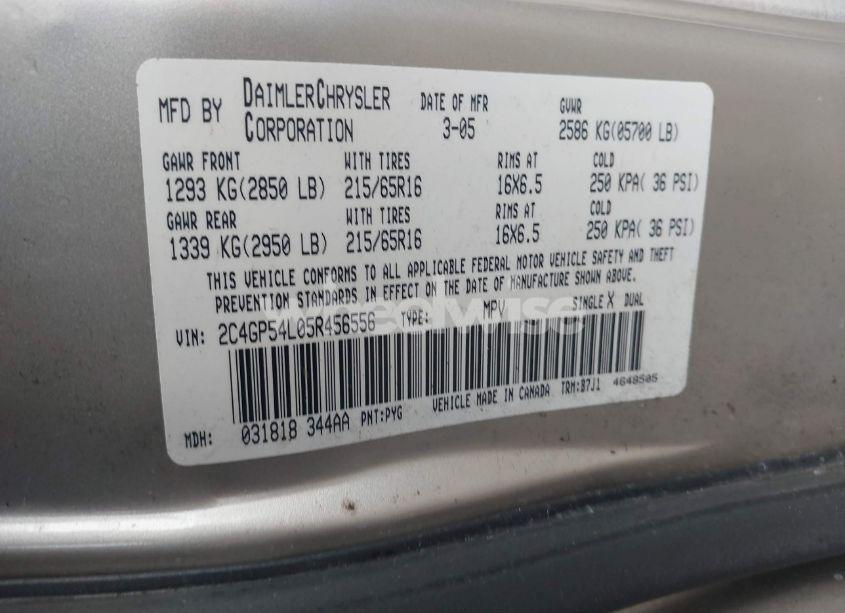 MFD BY DAIMLERCHRYSLER CORPORATION DATE OF MFR 3-05 GVWR 2586 KG(05700 LB)
GAWR FRONT WITH TIRES RIMS AT COLD
1293 KG(2850 LB) 215/65R16 16X6.5 250 KPA( 36 PSI)
GAWR REAR WITH TIRES RIMS AT COLD
1339 KG(2950 LB) 215/65R16 16X6.5 250 KPA( 36 PSI)
THIS VEHICLE CONFORMS TO ALL APPLICABLE FEDERAL MOTOR VEHICLE SAFETY AND THEFT
PREVENTION STANDARDS IN EFFECT ON THE DATE OF MANUFACTURE SHOWN ABOVE.
VIN: 2C4GP54L05R456556 TYPE: MPV SINGLE X DUAL
wheelwise
MDH: 031818 344AA PNT:PYG VEHICLE MADE IN CANADA TRM:B7J1 4648505